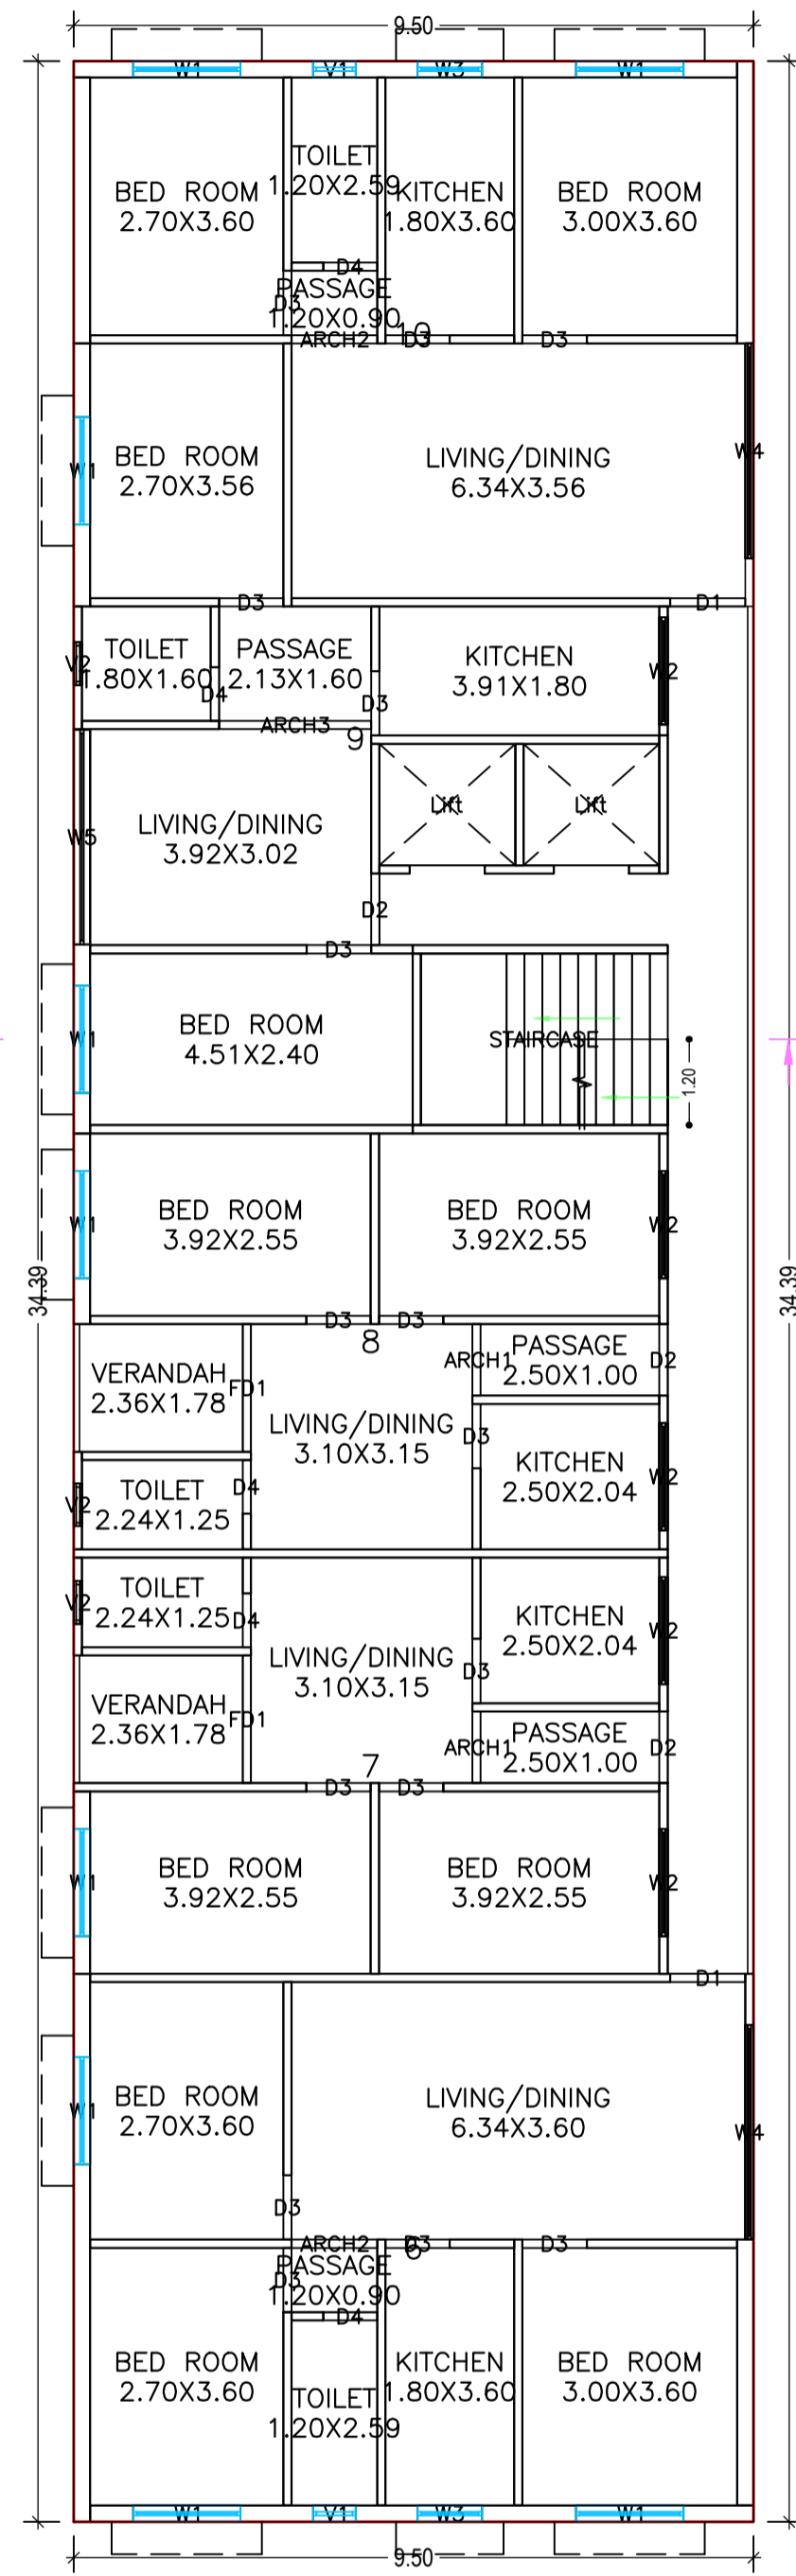 9.50
W1
V1
W3
W1
TOILET
1.20X2.59
BED ROOM
2.70X3.60
KITCHEN
1.80X3.60
BED ROOM
3.00X3.60
D4
PASSAGE
1.20X0.90
D3
10
ARCH2
D3
D3
BED ROOM
2.70X3.56
LIVING/DINING
6.34X3.56
W1
W4
D3
D1
TOILET
1.80X1.60
PASSAGE
2.13X1.60
KITCHEN
3.91X1.80
V2
D4
W2
D3
ARCH3
9
Lift
Lift
LIVING/DINING
3.92X3.02
W5
D2
D3
BED ROOM
4.51X2.40
W1
STAIRCASE
1.20
BED ROOM
3.92X2.55
BED ROOM
3.92X2.55
W1
W2
34.39
34.39
D3
D3
8
PASSAGE
2.50X1.00
ARCH1
D2
VERANDAH
2.36X1.78
FD1
LIVING/DINING
3.10X3.15
D3
KITCHEN
2.50X2.04
W2
TOILET
2.24X1.25
D4
V2
TOILET
2.24X1.25
V2
D4
KITCHEN
2.50X2.04
W2
LIVING/DINING
3.10X3.15
D3
VERANDAH
2.36X1.78
FD1
PASSAGE
2.50X1.00
ARCH1
D2
7
D3
D3
BED ROOM
3.92X2.55
BED ROOM
3.92X2.55
W1
W2
D1
BED ROOM
2.70X3.60
LIVING/DINING
6.34X3.60
W1
W4
D3
ARCH2
D3
6
D3
PASSAGE
1.20X0.90
D3
D4
BED ROOM
2.70X3.60
KITCHEN
1.80X3.60
BED ROOM
3.00X3.60
TOILET
1.20X2.59
W1
V1
W3
W1
9.50